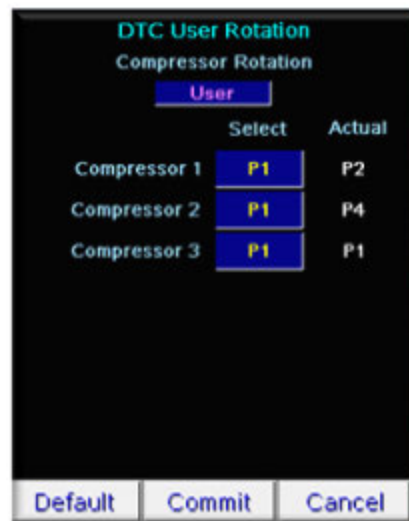 DTC User Rotation
Compressor Rotation
User
Select Actual
Compressor 1 P1 P2
Compressor 2 P1 P4
Compressor 3 P1 P1
Default Commit Cancel